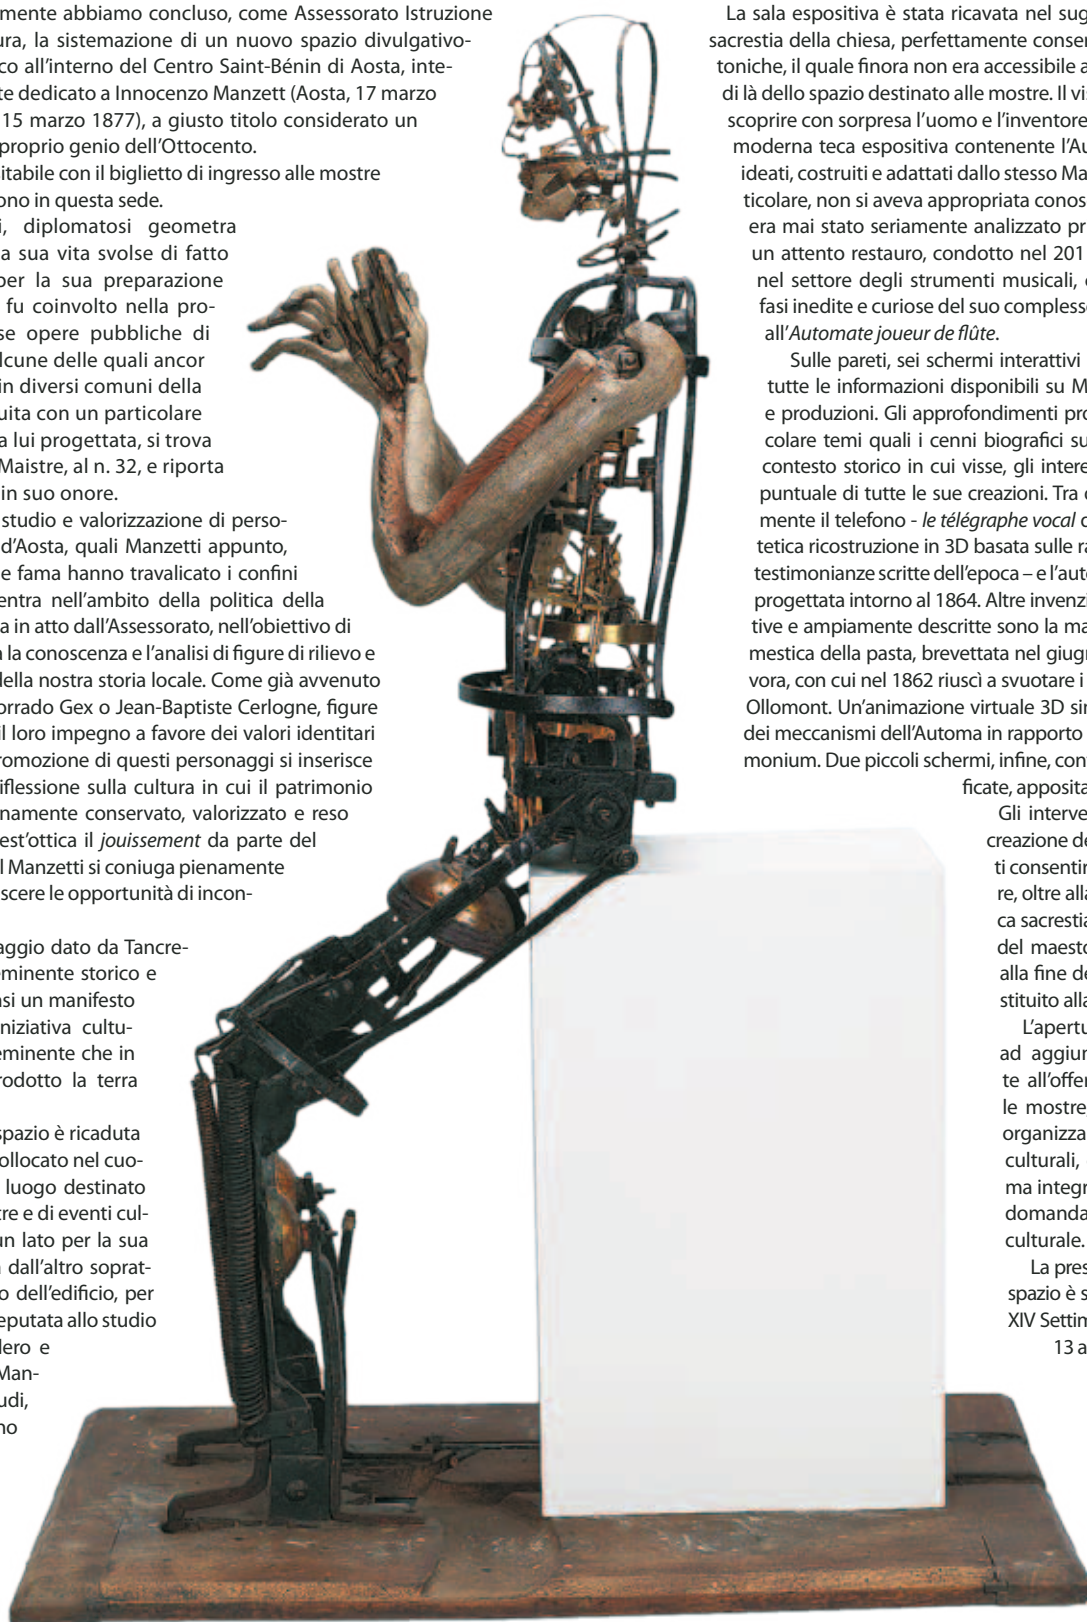 mente abbiamo concluso, come Assessorato Istruzione
ura, la sistemazione di un nuovo spazio divulgativo-
co all’interno del Centro Saint-Bénin di Aosta, inte-
te dedicato a Innocenzo Manzett (Aosta, 17 marzo
15 marzo 1877), a giusto titolo considerato un
proprio genio dell’Ottocento.
itabile con il biglietto di ingresso alle mostre
ono in questa sede.
i, diplomatosi geometra
a sua vita svolse di fatto
per la sua preparazione
fu coinvolto nella pro-
se opere pubbliche di
lcune delle quali ancor
in diversi comuni della
uita con un particolare
a lui progettata, si trova
Maistre, al n. 32, e riporta
in suo onore.
studio e valorizzazione di perso-
d’Aosta, quali Manzetti appunto,
e fama hanno travalicato i confini
entra nell’ambito della politica della
a in atto dall’Assessorato, nell’obiettivo di
a la conoscenza e l’analisi di figure di rilievo e
della nostra storia locale. Come già avvenuto
orrado Gex o Jean-Baptiste Cerlogne, figure
il loro impegno a favore dei valori identitari
romozione di questi personaggi si inserisce
iflessione sulla cultura in cui il patrimonio
namente conservato, valorizzato e reso
est’ottica il jouissement da parte del
l Manzetti si coniuga pienamente
scere le opportunità di incon-
aggio dato da Tancre-
eminente storico e
asi un manifesto
niziativa cultu-
eminente che in
rodotto la terra
spazio è ricaduta
ollocato nel cuo-
luogo destinato
tre e di eventi cul-
un lato per la sua
dall’altro soprat-
o dell’edificio, per
eputata allo studio
lero e
Man-
udi,
no
La sala espositiva è stata ricavata nel sug
sacrestia della chiesa, perfettamente conser
toniche, il quale finora non era accessibile a
di là dello spazio destinato alle mostre. Il vis
scoprire con sorpresa l’uomo e l’inventore
moderna teca espositiva contenente l’Au
ideati, costruiti e adattati dallo stesso Ma
ticolare, non si aveva appropriata conos
era mai stato seriamente analizzato pr
un attento restauro, condotto nel 201
nel settore degli strumenti musicali,
fasi inedite e curiose del suo complesso
all’Automate joueur de flûte.
Sulle pareti, sei schermi interattivi
tutte le informazioni disponibili su M
e produzioni. Gli approfondimenti pro
colare temi quali i cenni biografici su
contesto storico in cui visse, gli intere
puntuale di tutte le sue creazioni. Tra
mente il telefono - le télégraphe vocal
tetica ricostruzione in 3D basata sulle ra
testimonianze scritte dell’epoca – e l’auto
progettata intorno al 1864. Altre invenzi
tive e ampiamente descritte sono la ma
mestica della pasta, brevettata nel giugn
vora, con cui nel 1862 riuscì a svuotare i
Ollomont. Un’animazione virtuale 3D sin
dei meccanismi dell’Automa in rapporto
monium. Due piccoli schermi, infine, con
ficate, apposita
Gli interve
creazione de
ti consentir
re, oltre alla
ca sacrestia
del maesto
alla fine de
stituito alla
L’apertu
ad aggiun
te all’offer
le mostre
organizza
culturali,
ma integr
domanda
culturale.
La pres
spazio è s
XIV Settim
13 a